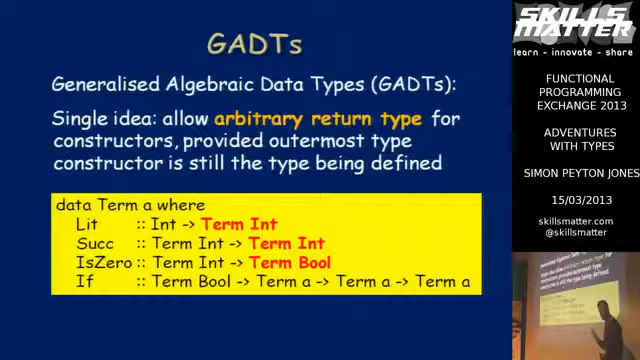 GADTs
Generalised Algebraic Data Types (GADTs):
Single idea: allow arbitrary return type for
constructors, provided outermost type
constructor is still the type being defined
data Term a where
Lit :: Int -> Term Int
Succ :: Term Int -> Term Int
IsZero :: Term Int -> Term Bool
If :: Term Bool -> Term a -> Term a -> Term a
SKILLS
MATTER
learn - innovate - share
FUNCTIONAL
PROGRAMMING
EXCHANGE 2013
ADVENTURES
WITH TYPES
SIMON PEYTON JONES
15/03/2013
skillsmatter.com
@skillsmatter